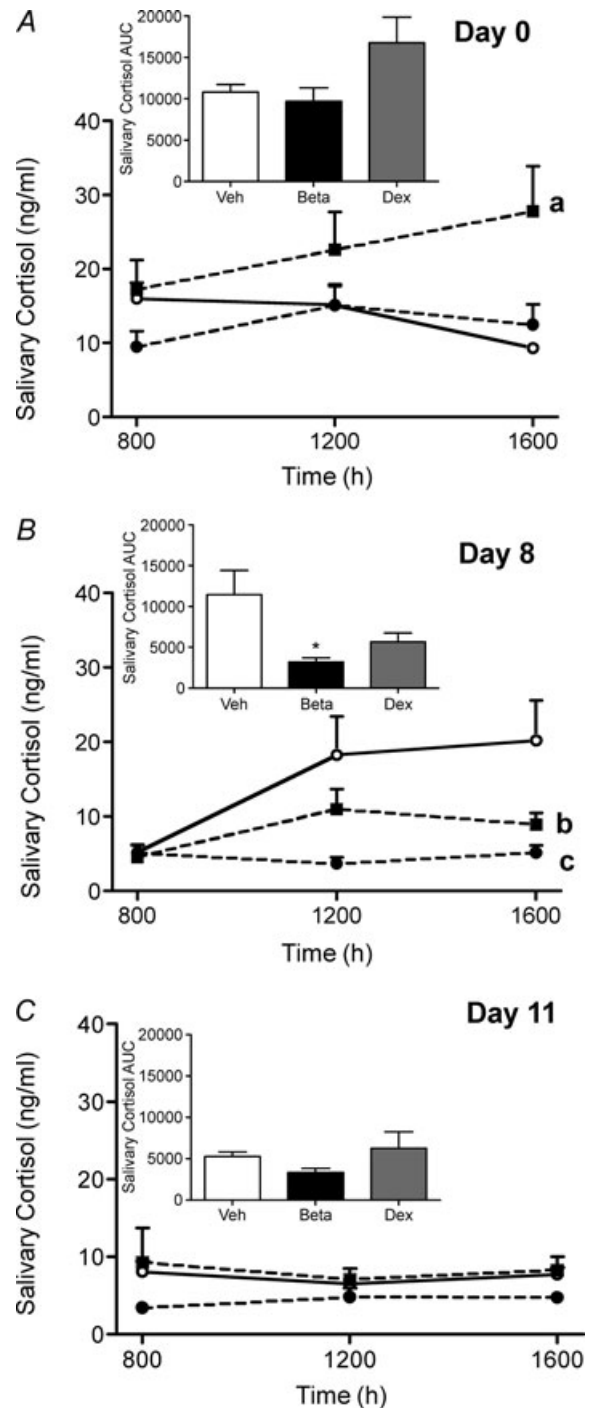 A
Day 0
Salivary Cortisol AUC
20000
15000
10000
5000
0
Veh Beta Dex
Salivary Cortisol (ng/ml)
40
30
20
10
0
a
800 1200 1600
Time (h)
B
Day 8
Salivary Cortisol AUC
20000
15000
10000
5000
0
*
Veh Beta Dex
Salivary Cortisol (ng/ml)
40
30
20
10
0
b
c
800 1200 1600
Time (h)
C
Day 11
Salivary Cortisol AUC
20000
15000
10000
5000
0
Veh Beta Dex
Salivary Cortisol (ng/ml)
40
30
20
10
0
800 1200 1600
Time (h)